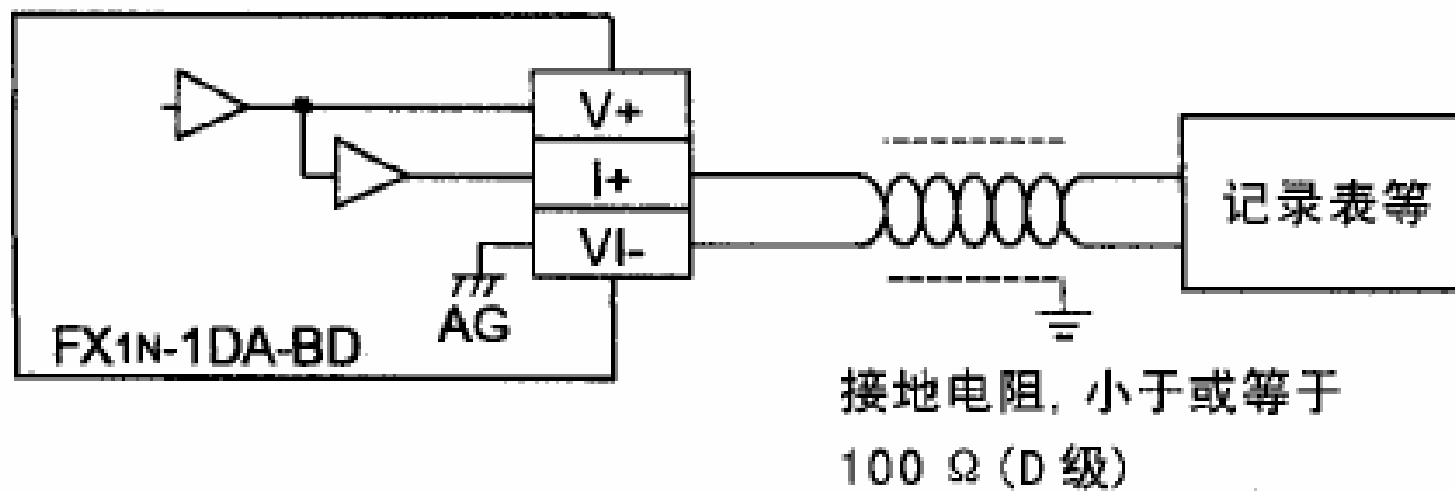 V+
i+
VI-
AG
FX1N-1DA-BD
记录表等
接地电阻, 小于或等于
100 Ω (D 级)